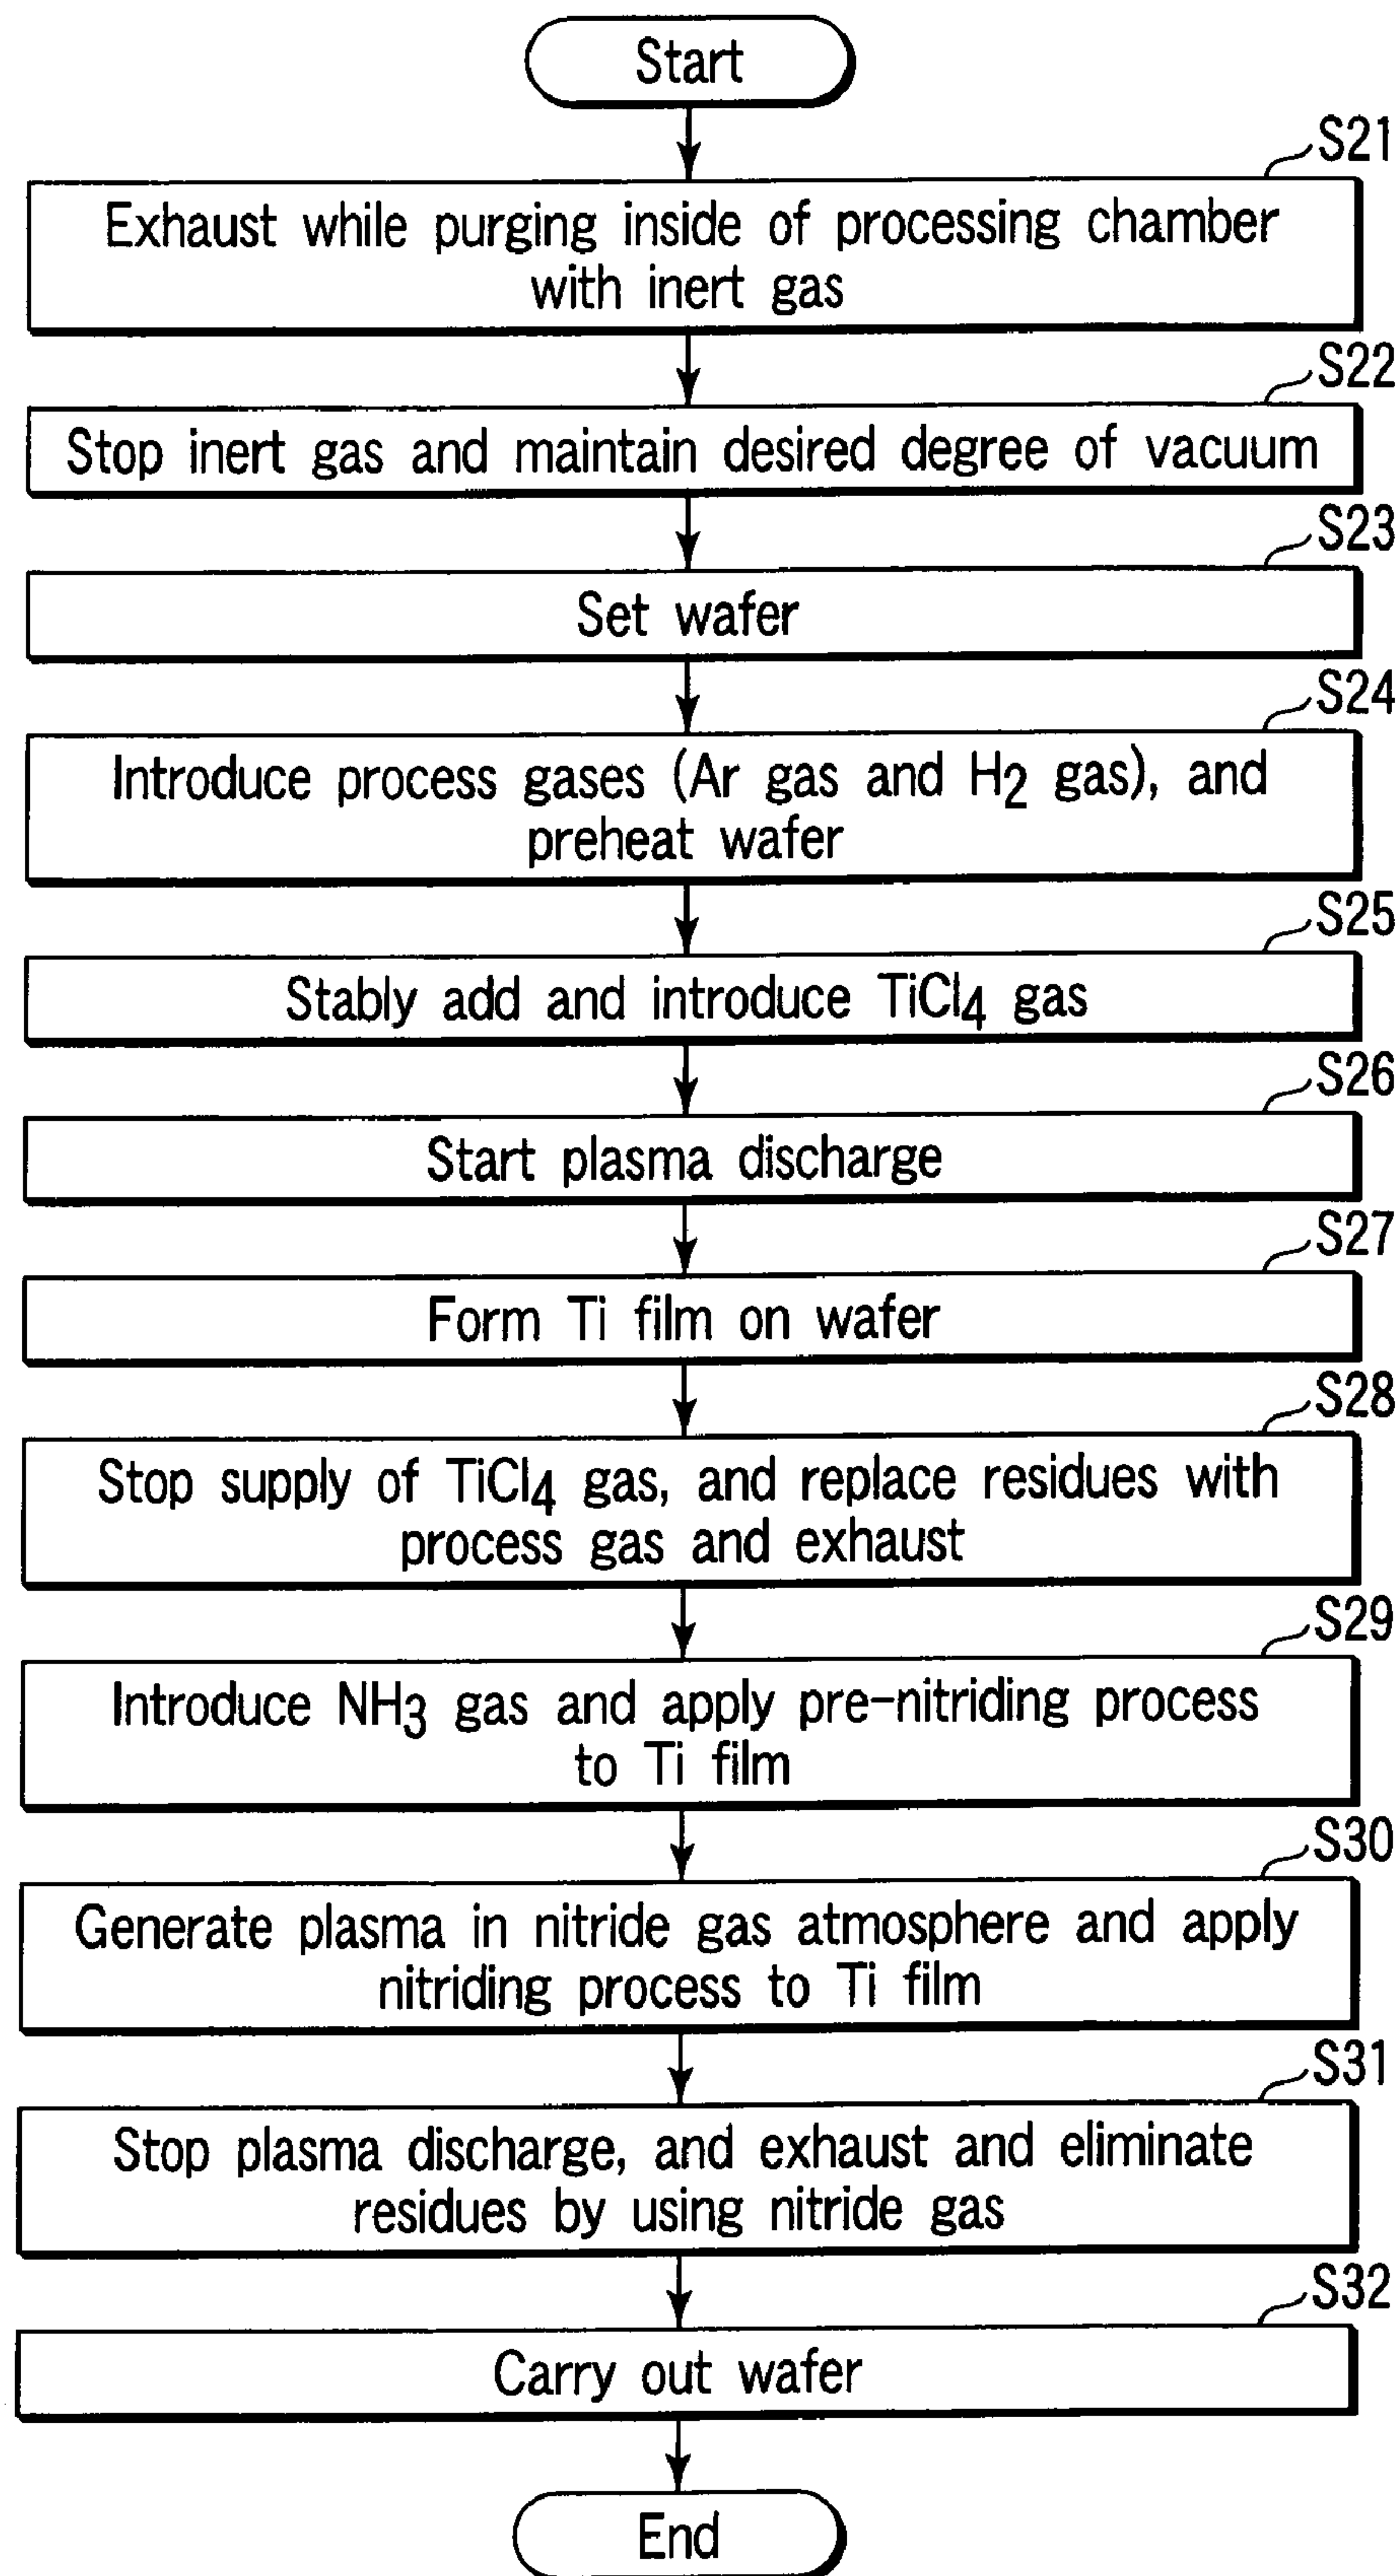 Start
S21
Exhaust while purging inside of processing chamber
with inert gas
S22
Stop inert gas and maintain desired degree of vacuum
S23
Set wafer
S24
Introduce process gases (Ar gas and H2 gas), and
preheat wafer
S25
Stably add and introduce TiCl4 gas
S26
Start plasma discharge
S27
Form Ti film on wafer
S28
Stop supply of TiCl4 gas, and replace residues with
process gas and exhaust
S29
Introduce NH3 gas and apply pre-nitriding process
to Ti film
S30
Generate plasma in nitride gas atmosphere and apply
nitriding process to Ti film
S31
Stop plasma discharge, and exhaust and eliminate
residues by using nitride gas
S32
Carry out wafer
End